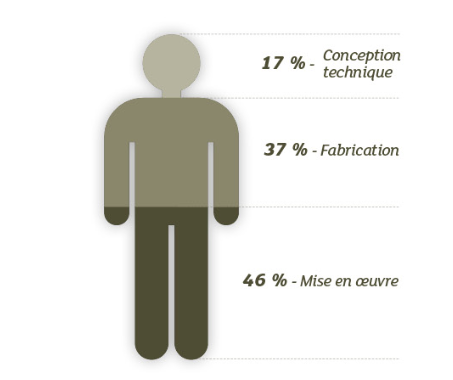 17 % - Conception
technique
37 % - Fabrication
46 % - Mise en œuvre